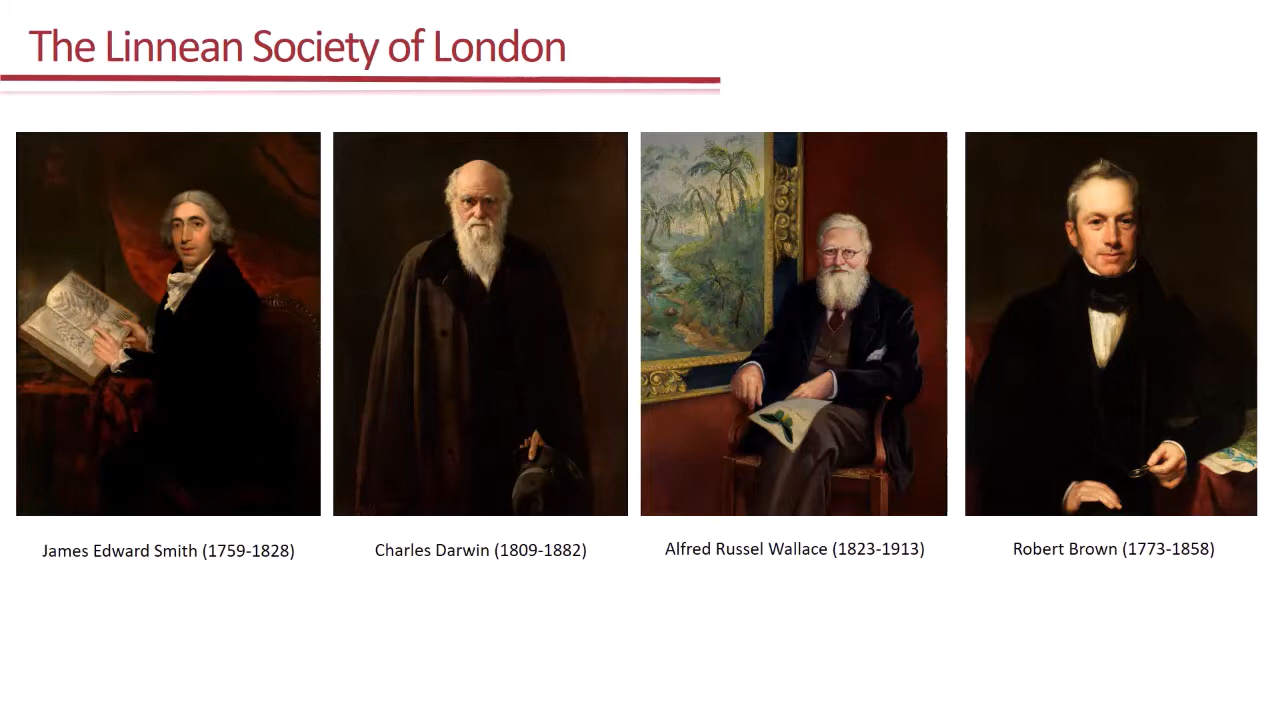 The Linnean Society of London
James Edward Smith (1759-1828)
Charles Darwin (1809-1882)
Alfred Russel Wallace (1823-1913)
Robert Brown (1773-1858)